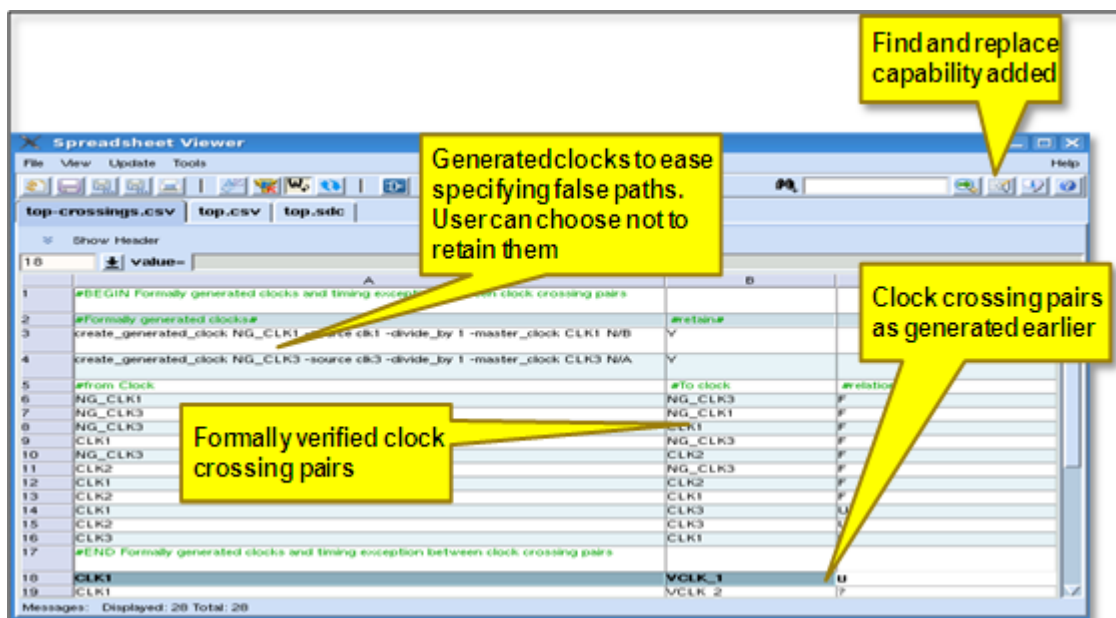 Find and replace
capability added
Spreadsheet Viewer
File View Update Tools Help
Generated clocks to ease
specifying false paths.
User can choose not to
retain them
top-crossings.csv top.csv top.sdc
Show Header
18 value=
A B
Clock crossing pairs
as generated earlier
1 #BEGIN Formally generated clocks and timing exception between clock crossing pairs
2 #Formally generated clocks# #retain#
3 create_generated_clock NG_CLK1 -source clk1 -divide_by 1 -master_clock CLK1 N/B Y
4 create_generated_clock NG_CLK3 -source clk3 -divide_by 1 -master_clock CLK3 N/A Y
5 #from Clock #To clock
6 NG_CLK1 NG_CLK3 F
7 NG_CLK3 NG_CLK1 F
8 NG_CLK3 CLK1 F
Formally verified clock
crossing pairs
9 CLK1 NG_CLK3 F
10 NG_CLK3 CLK2 F
11 CLK2 NG_CLK3 F
12 CLK1 CLK2 F
13 CLK2 CLK1 F
14 CLK1 CLK3 U
15 CLK2 CLK3
16 CLK3 CLK1
17 #END Formally generated clocks and timing exception between clock crossing pairs
18 CLK1 VCLK_1 U
19 CLK1 VCLK_2 ?
Messages: Displayed: 28 Total: 28